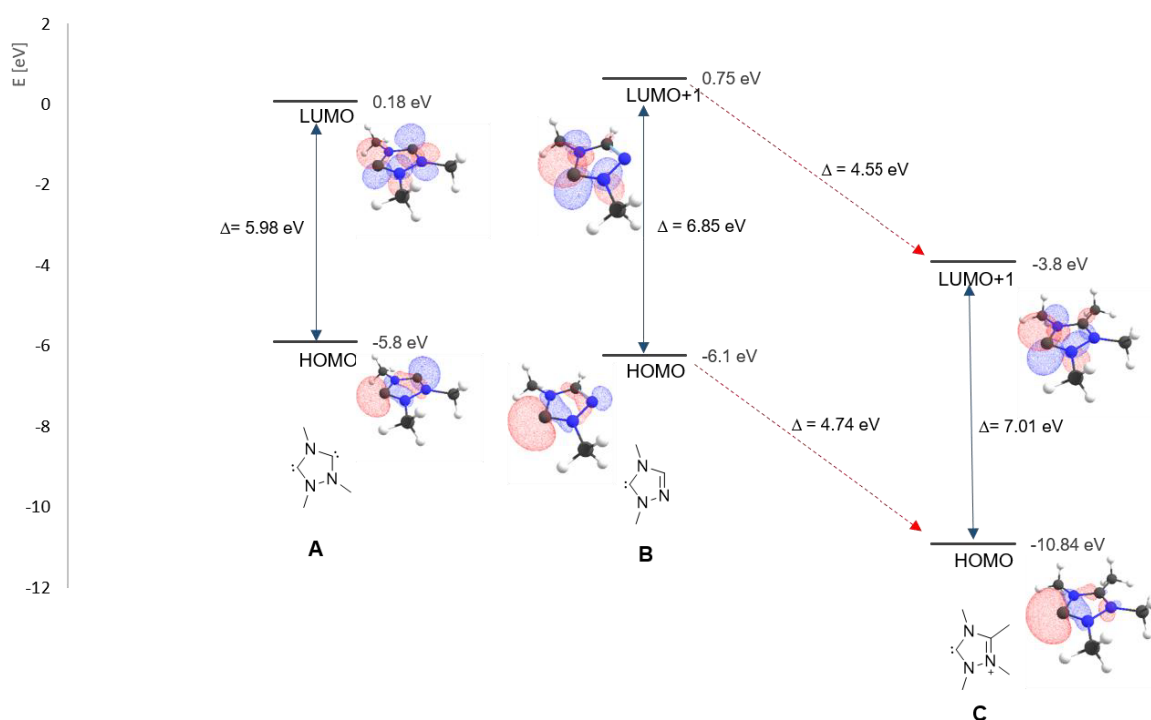 E [eV]
2
0
-2
-4
-6
-8
-10
-12
0.18 eV
LUMO
Δ= 5.98 eV
-5.8 eV
HOMO
N
N-N
A
0.75 eV
LUMO+1
Δ = 6.85 eV
-6.1 eV
HOMO
N
N
N
B
Δ = 4.55 eV
Δ = 4.74 eV
-3.8 eV
LUMO+1
Δ= 7.01 eV
-10.84 eV
HOMO
N
N-N
+
C